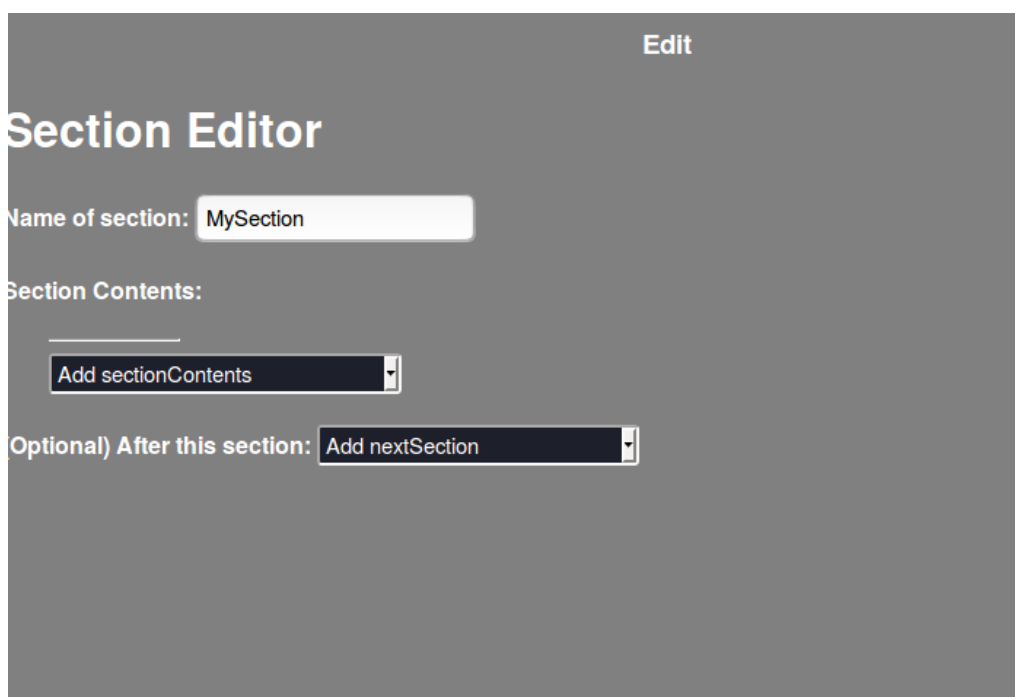 Edit
Section Editor
Name of section: MySection
Section Contents:
Add sectionContents
(Optional) After this section: Add nextSection